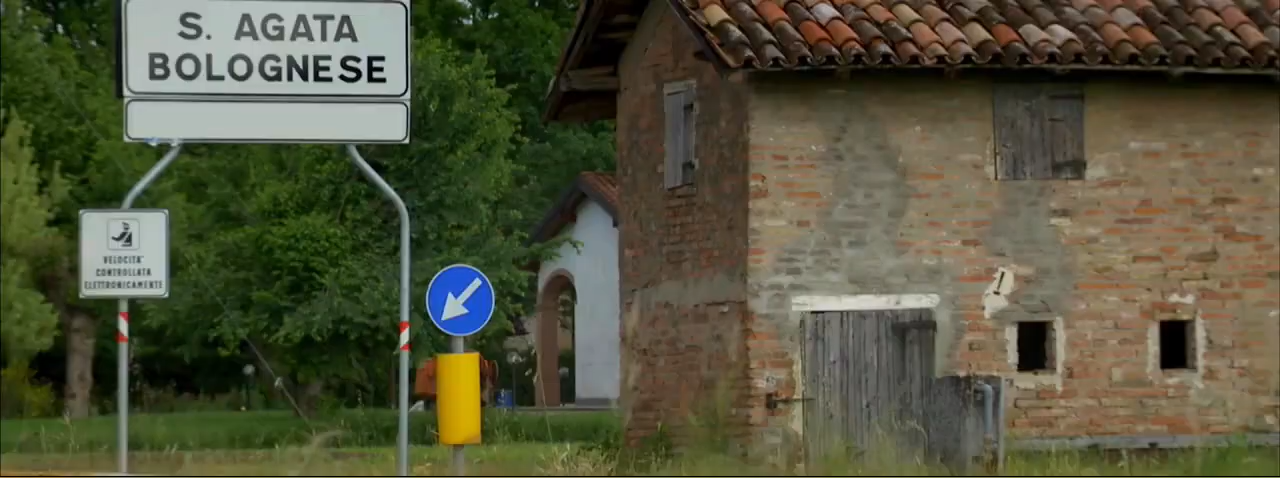 S. AGATA
BOLOGNESE
VELOCITA'
CONTROLLATA
ELETTRONICAMENTE